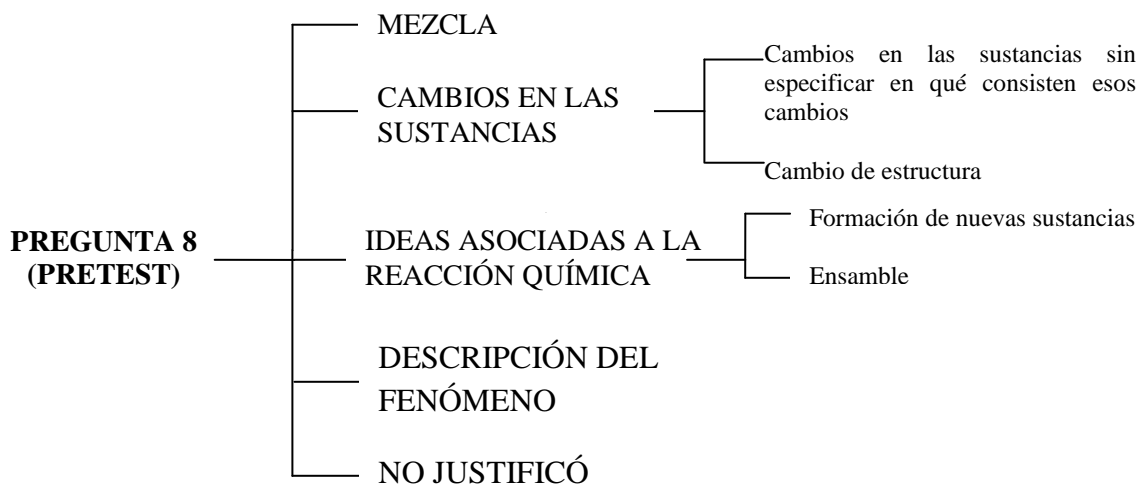 MEZCLA
CAMBIOS EN LAS
SUSTANCIAS
Cambios en las sustancias sin
especificar en qué consisten esos
cambios
Cambio de estructura
PREGUNTA 8
(PRETEST)
IDEAS ASOCIADAS A LA
REACCIÓN QUÍMICA
Formación de nuevas sustancias
Ensamble
DESCRIPCIÓN DEL
FENÓMENO
NO JUSTIFICÓ